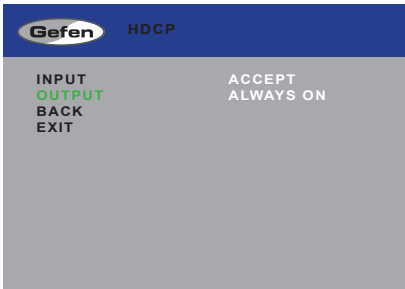 Gefen HDCP
INPUT ACCEPT
OUTPUT ALWAYS ON
BACK
EXIT